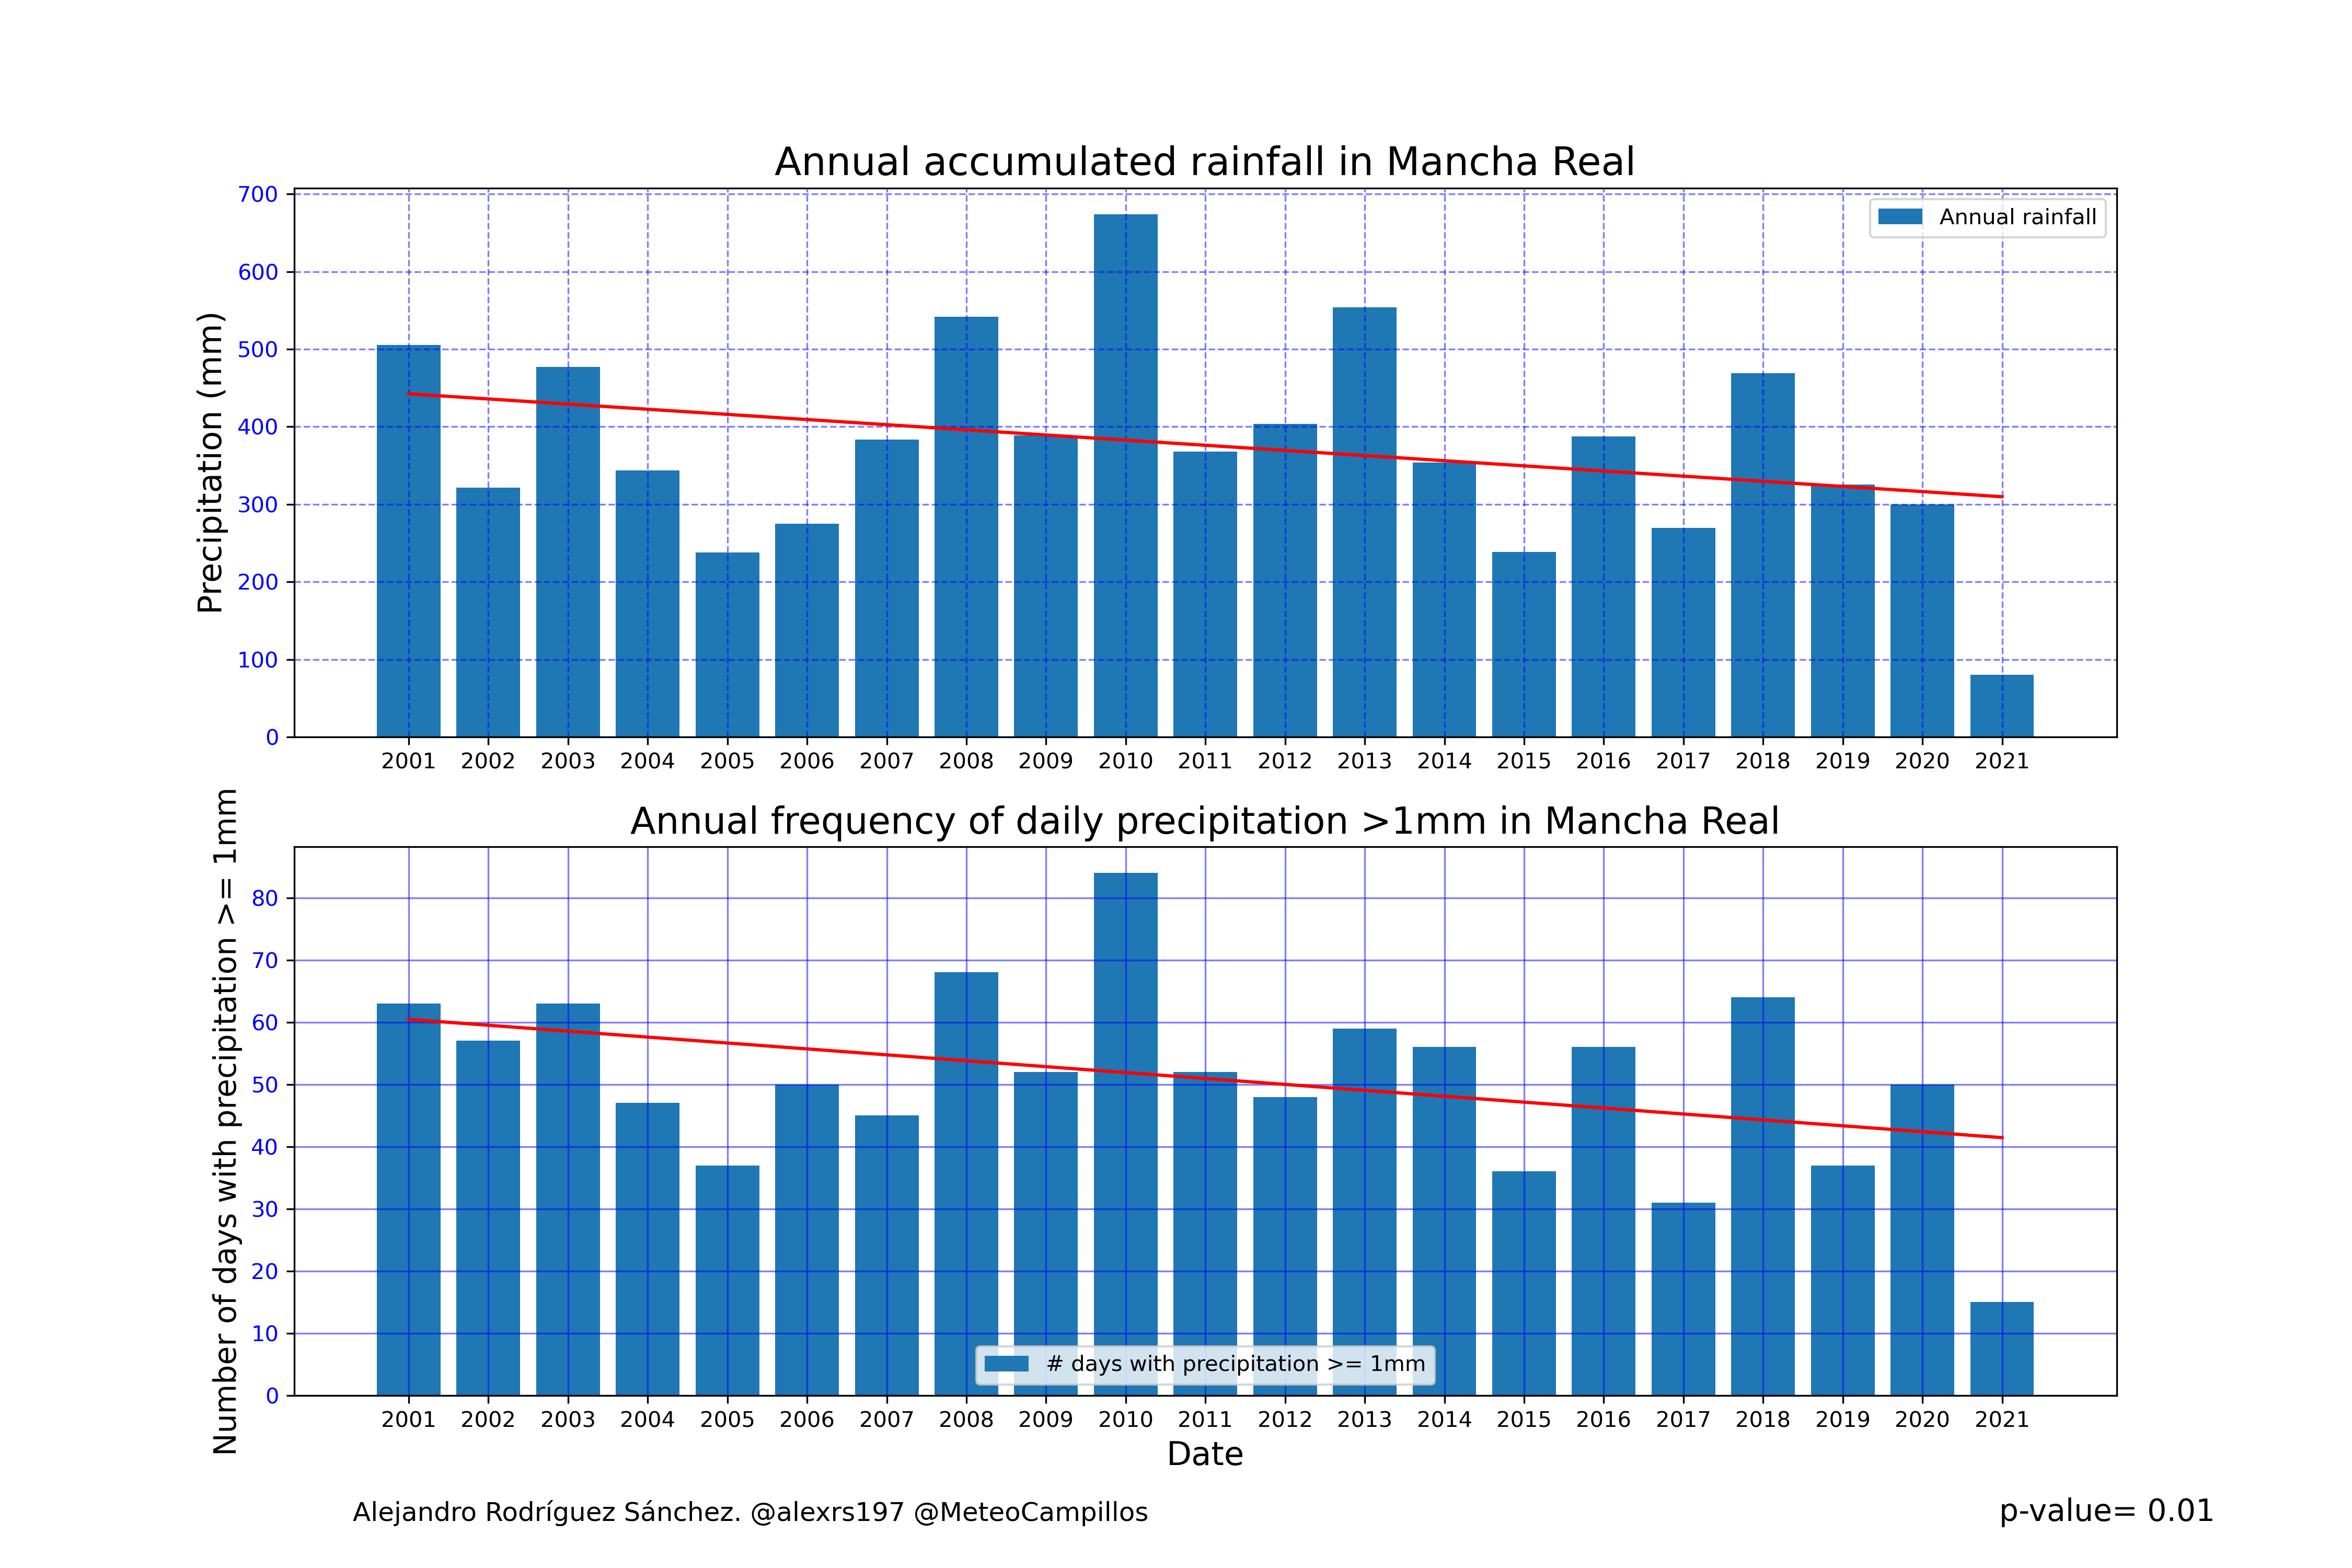 Annual accumulated rainfall in Mancha Real
Precipitation (mm)
700
600
500
400
300
200
100
0
Annual rainfall
2001 2002 2003 2004 2005 2006 2007 2008 2009 2010 2011 2012 2013 2014 2015 2016 2017 2018 2019 2020 2021
Annual frequency of daily precipitation >1mm in Mancha Real
Number of days with precipitation >= 1mm
80
70
60
50
40
30
20
10
0
# days with precipitation >= 1mm
2001 2002 2003 2004 2005 2006 2007 2008 2009 2010 2011 2012 2013 2014 2015 2016 2017 2018 2019 2020 2021
Date
Alejandro Rodríguez Sánchez. @alexrs197 @MeteoCampillos
p-value= 0.01